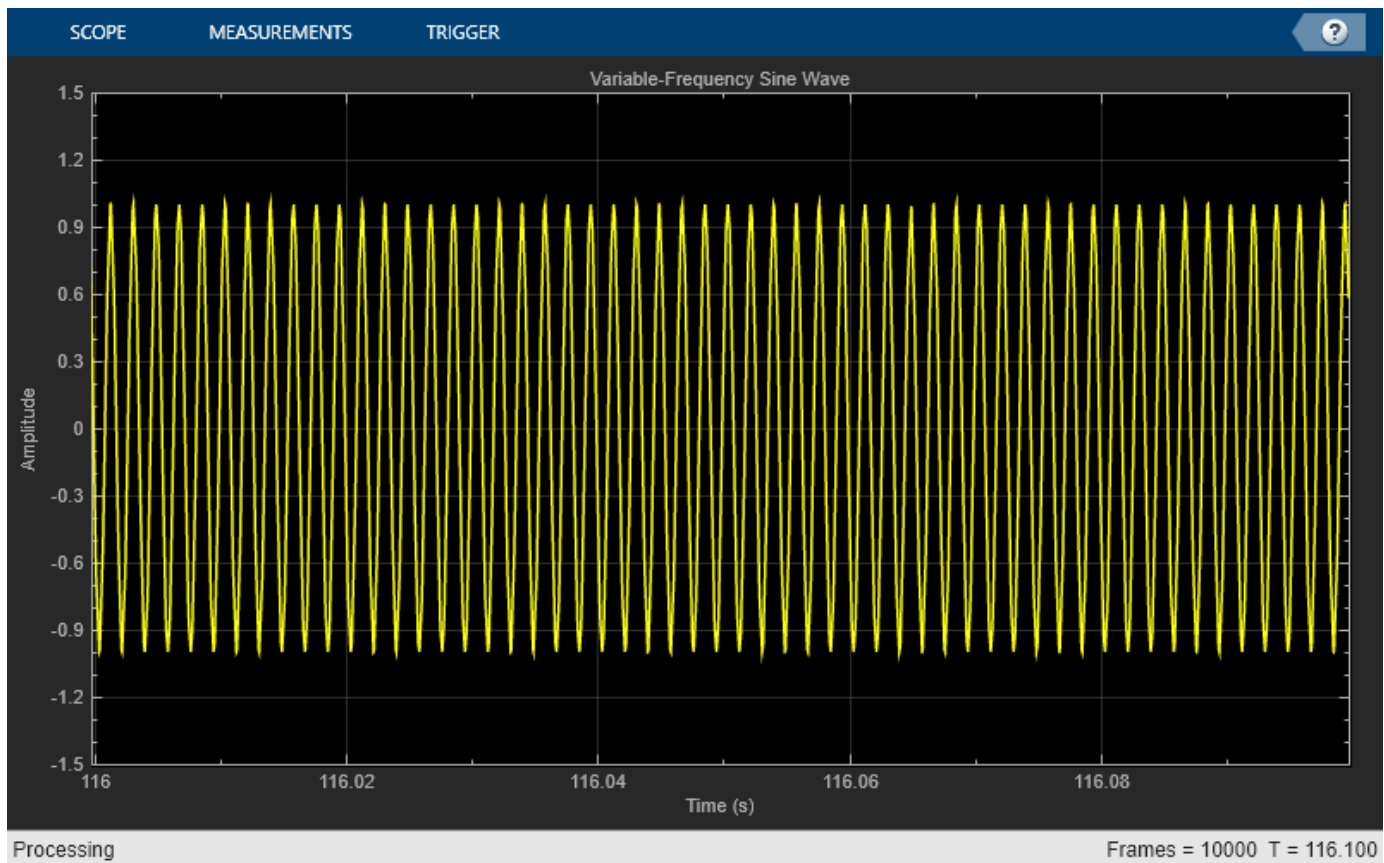 SCOPE MEASUREMENTS TRIGGER ?
Variable-Frequency Sine Wave
1.5
1.2
0.9
0.6
0.3
0
-0.3
-0.6
-0.9
-1.2
-1.5
Amplitude
116 116.02 116.04 116.06 116.08
Time (s)
Processing Frames = 10000 T = 116.100